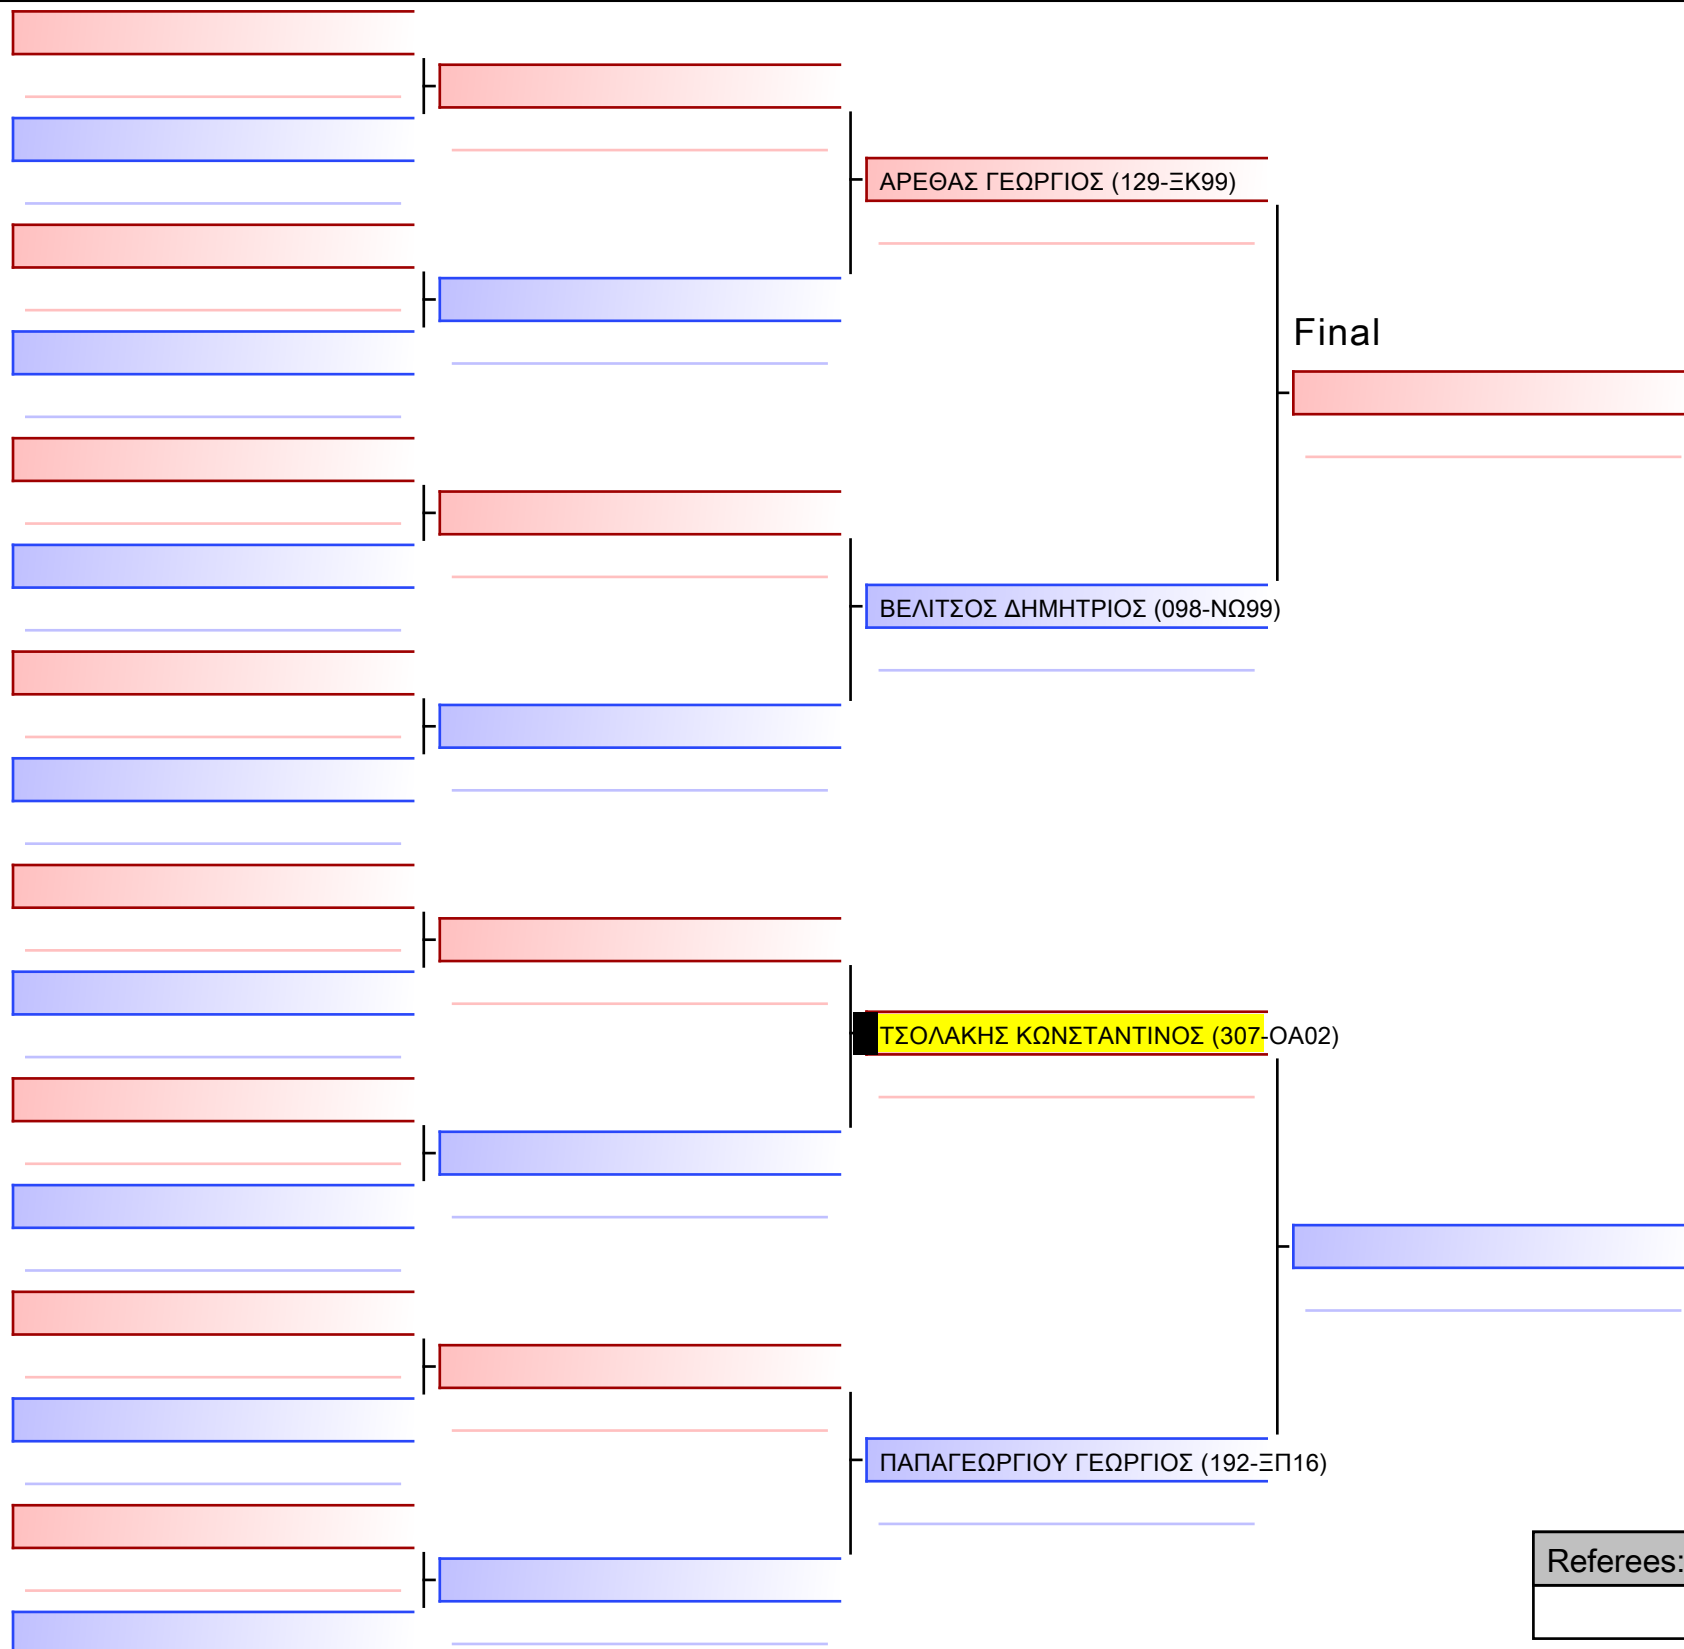 ΑΡΕΘΑΣ ΓΕΩΡΓΙΟΣ (129-ΞΚ99)
Final
ΒΕΛΙΤΣΟΣ ΔΗΜΗΤΡΙΟΣ (098-ΝΩ99)
ΤΣΟΛΑΚΗΣ ΚΩΝΣΤΑΝΤΙΝΟΣ (307-ΟΑ02)
ΠΑΠΑΓΕΩΡΓΙΟΥ ΓΕΩΡΓΙΟΣ (192-ΞΠ16)
Referees: